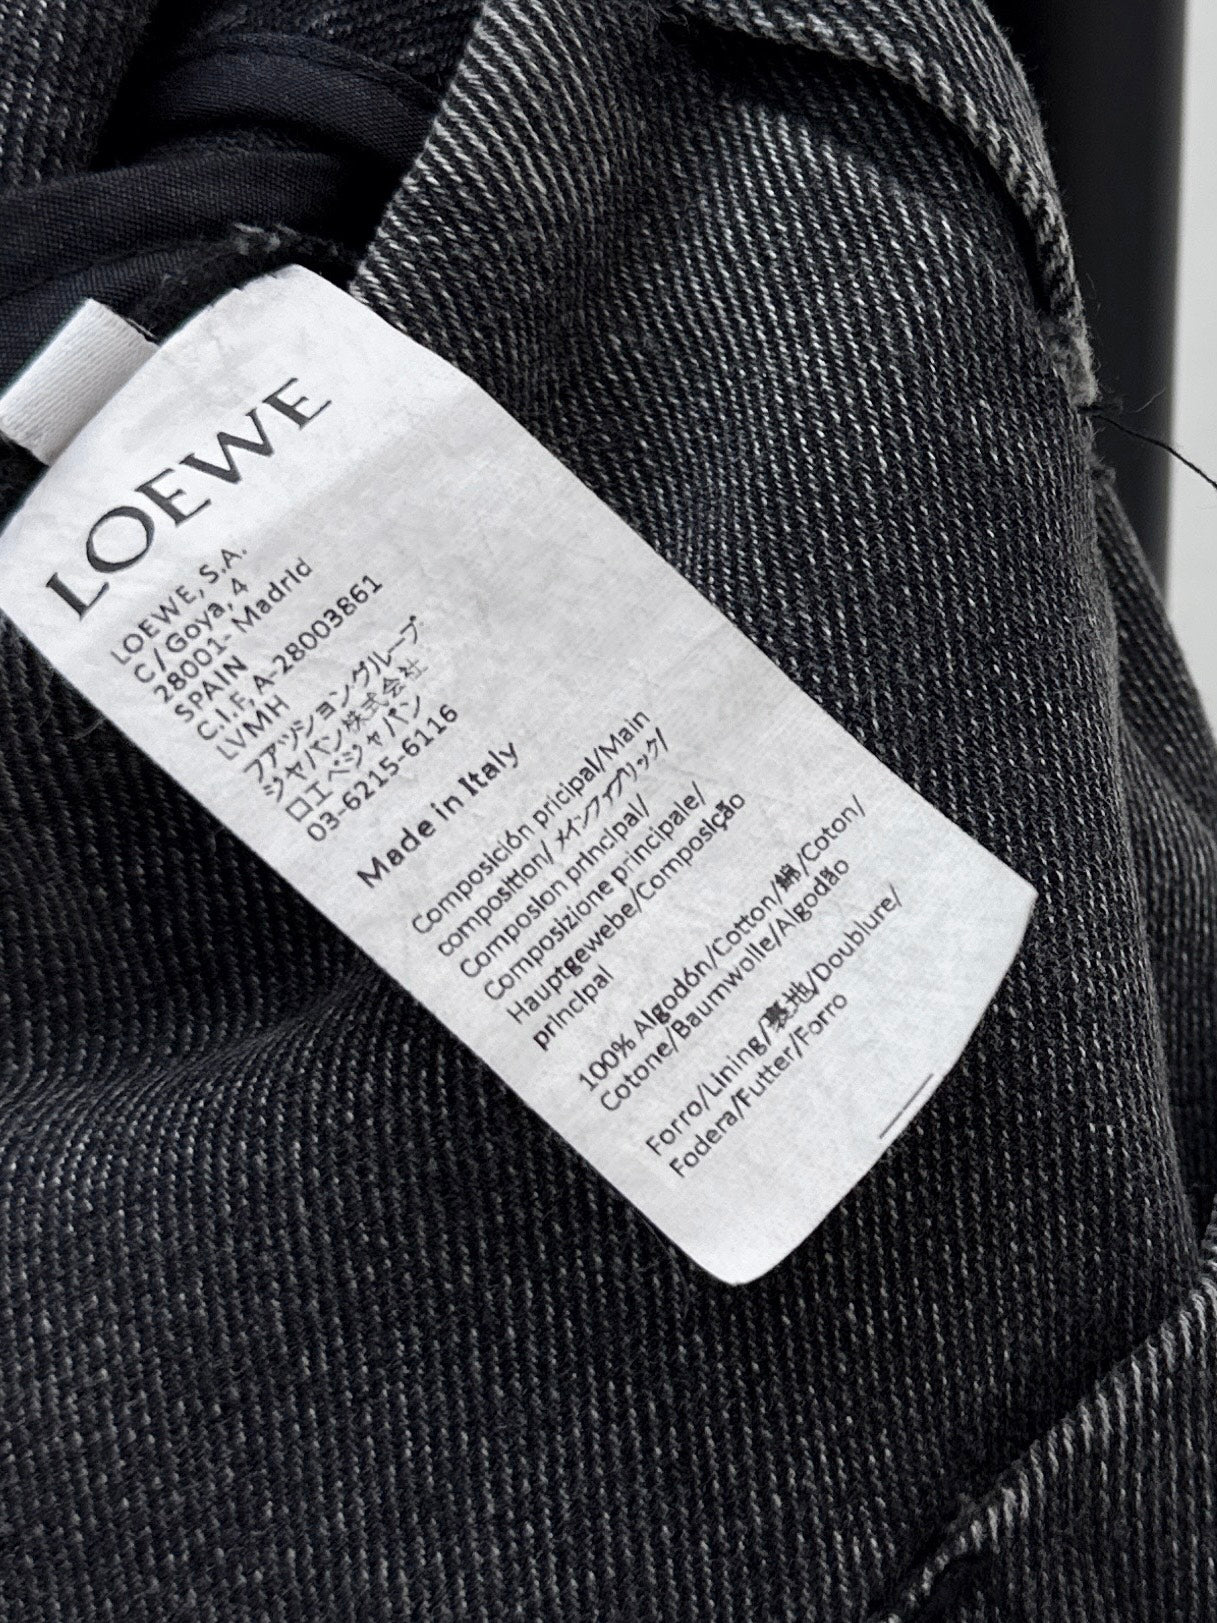 LOEWE
LOEWE, S.A.
C / Goya, 4
28001- Madrid
SPAIN
C.I.F, A-28003861
LVMH
ファッショングループ
ジャパン株式会社
ロエベジャパン
03-6215-6116
Made in Italy
Composición pricipal/Main
composition/ メインファブリック/
Composion principal/
Composizione principale/
Hauptgewebe/Composição
principal
100% Algodón/Cotton/綿/Coton/
Cotone/Baumwolle/Algodão
Forro/Lining/裏地/Doublure/
Fodera/Futter/Forro